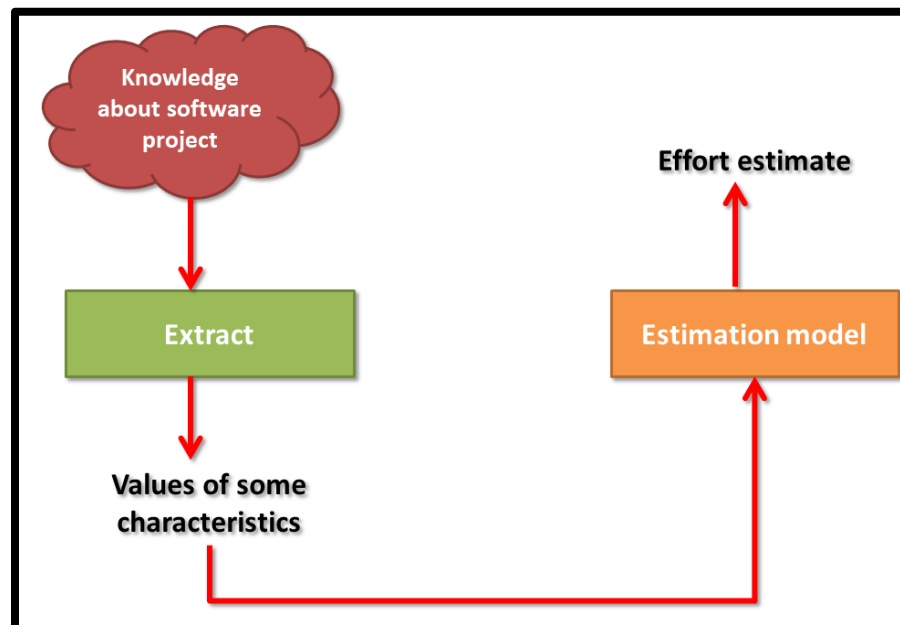 Knowledge
about software
project
Extract
Values of some
characteristics
Estimation model
Effort estimate